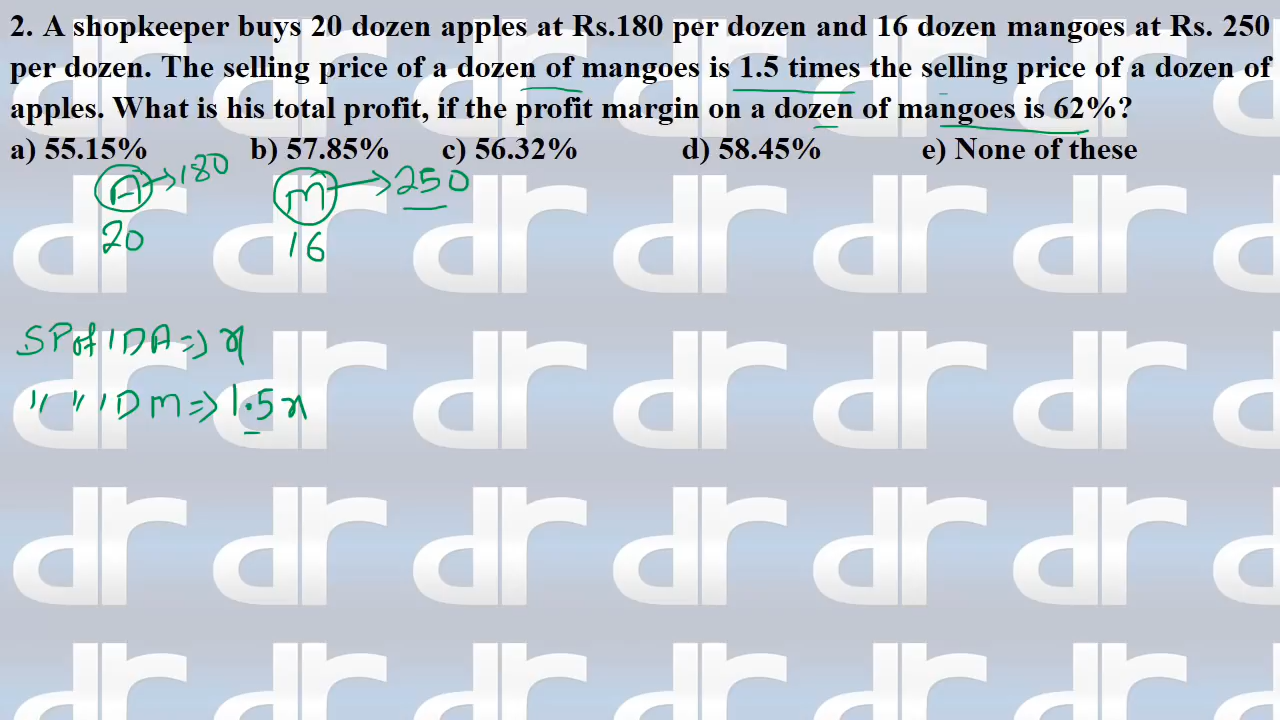 2. A shopkeeper buys 20 dozen apples at Rs.180 per dozen and 16 dozen mangoes at Rs. 250
per dozen. The selling price of a dozen of mangoes is 1.5 times the selling price of a dozen of
apples. What is his total profit, if the profit margin on a dozen of mangoes is 62%?
a) 55.15% b) 57.85% c) 56.32% d) 58.45% e) None of these
A → 180 M → 250
20 16
SP of 1DA => x
" " 1DM => 1.5x